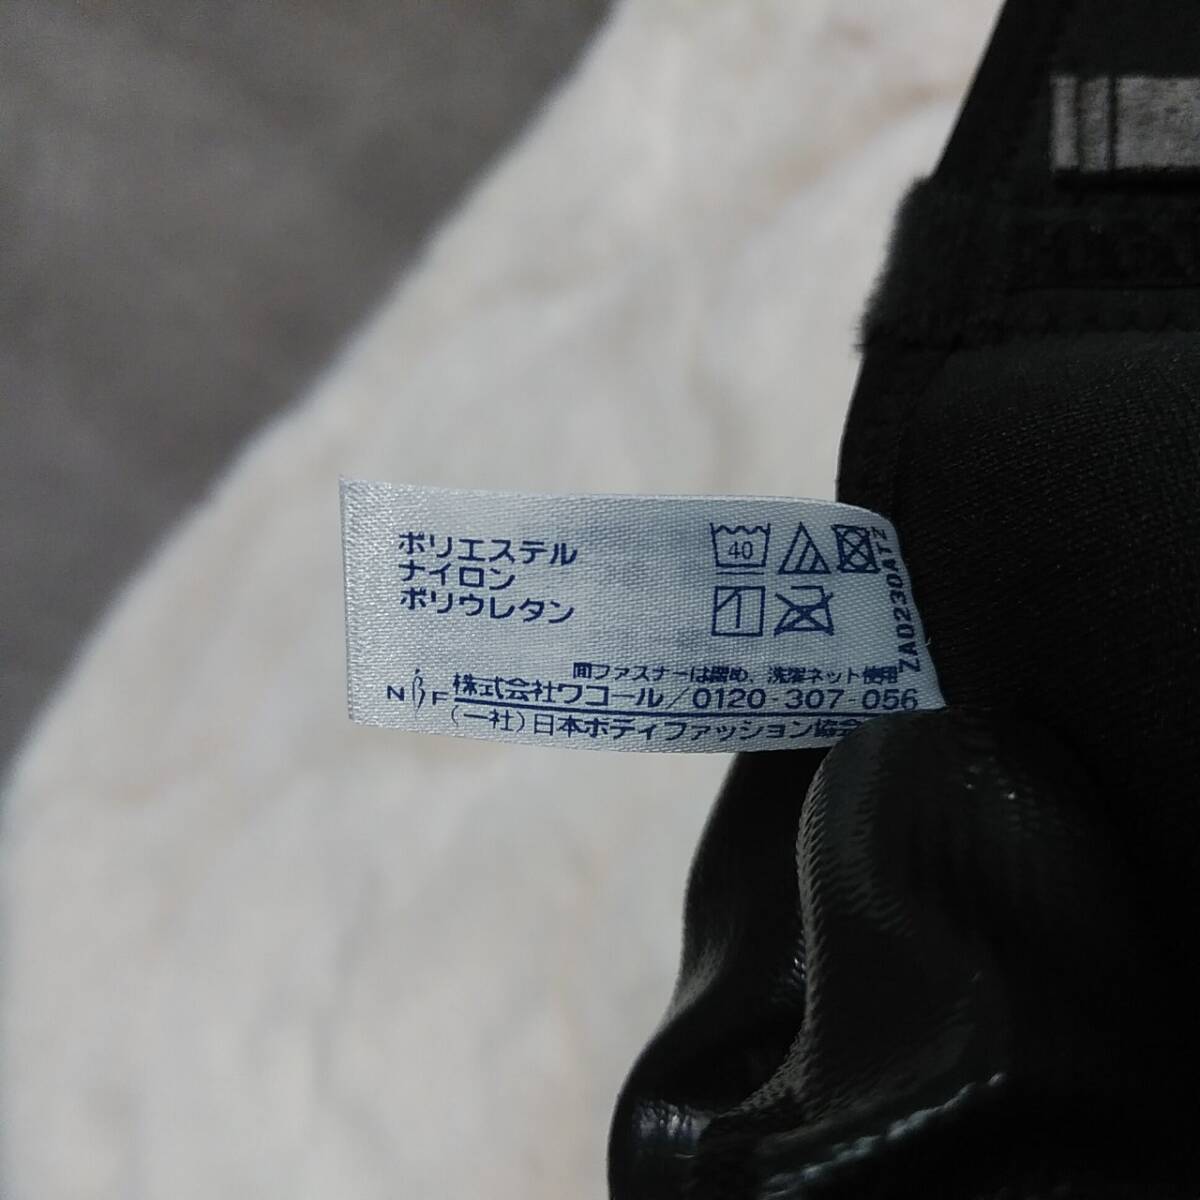 ポリエステル
ナイロン
ポリウレタン
40
ZA0230ATZ
面ファスナーは留め、洗濯ネット使用
NBF 株式会社ワコール/0120-307-056
(一社)日本ボディファッション協会